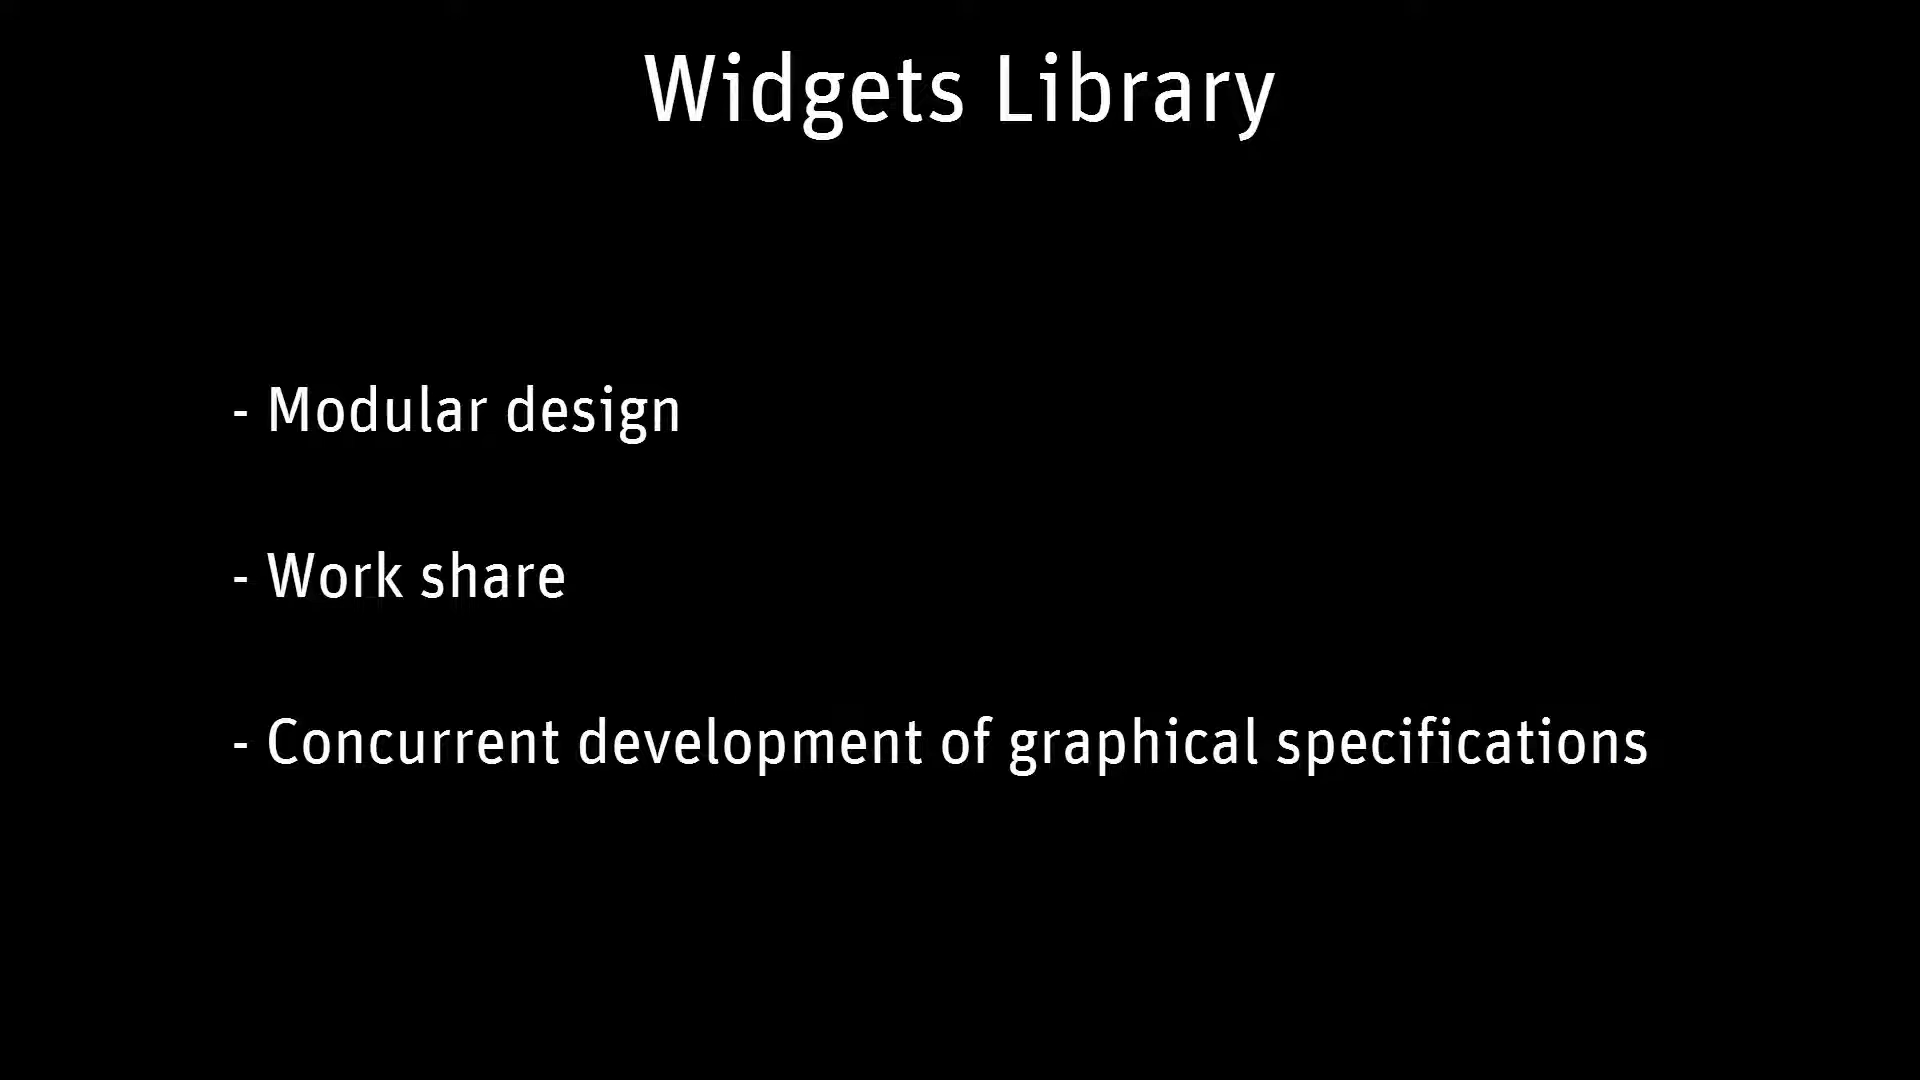 Widgets Library
- Modular design
- Work share
- Concurrent development of graphical specifications